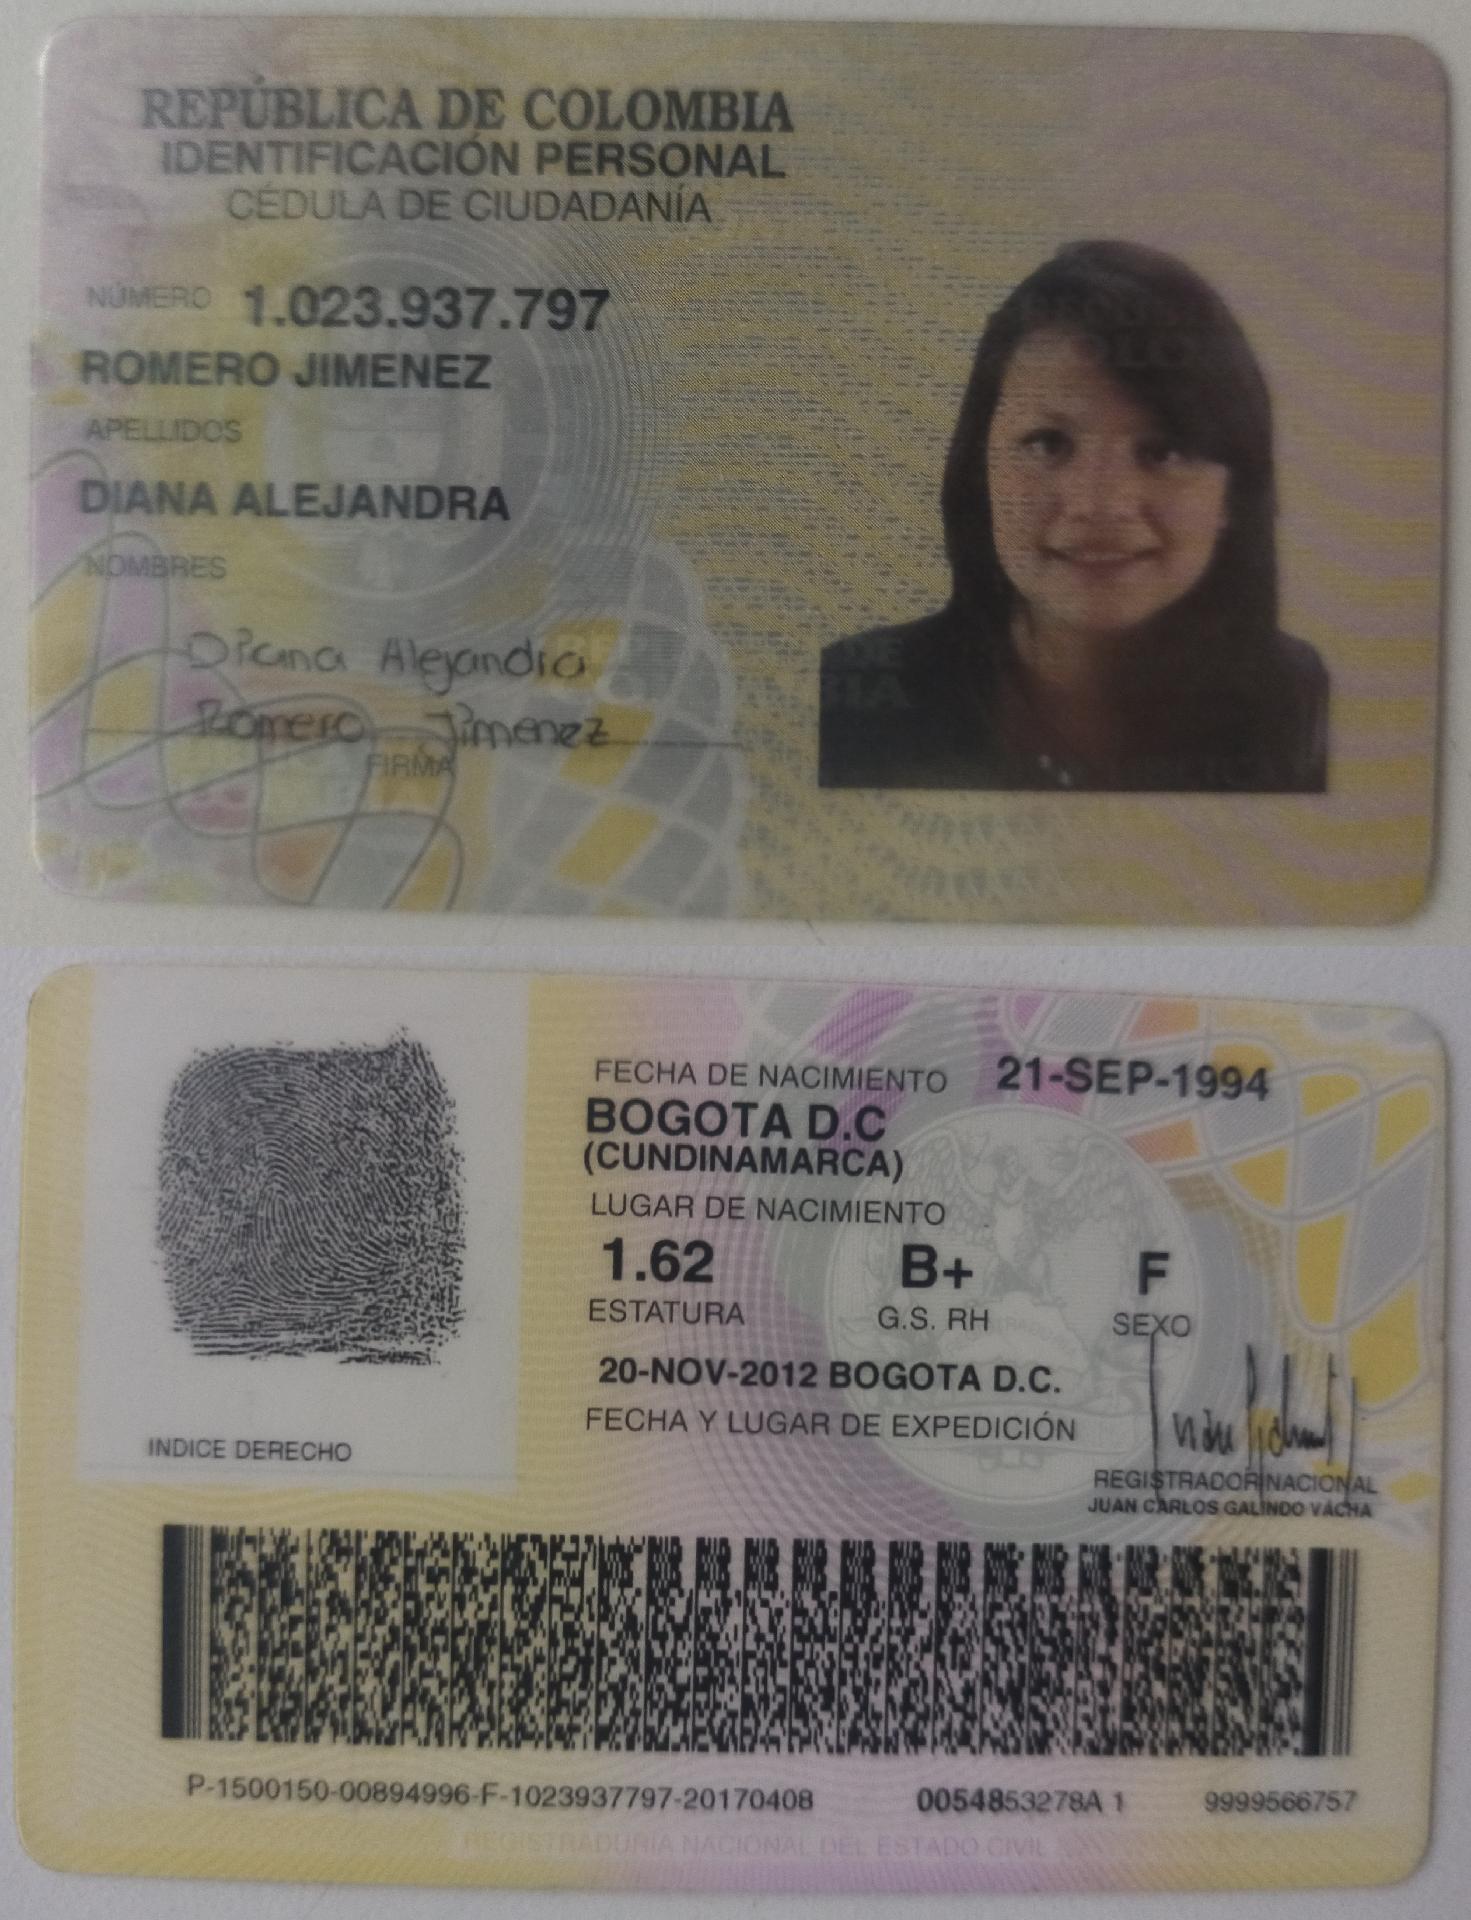 REPÚBLICA DE COLOMBIA
IDENTIFICACIÓN PERSONAL
CÉDULA DE CIUDADANÍA
NÚMERO 1.023.937.797
ROMERO JIMENEZ
APELLIDOS
DIANA ALEJANDRA
NOMBRES
Diana Alejandra
Romero Jimenez
FIRMA
FECHA DE NACIMIENTO 21-SEP-1994
BOGOTA D.C
(CUNDINAMARCA)
LUGAR DE NACIMIENTO
1.62 B+ F
ESTATURA G.S. RH SEXO
20-NOV-2012 BOGOTA D.C.
FECHA Y LUGAR DE EXPEDICIÓN
INDICE DERECHO
REGISTRADOR NACIONAL
JUAN CARLOS GALINDO VACHA
P-1500150-00894996-F-1023937797-20170408 0054853278A 1 9999566757
REGISTRADURIA NACIONAL DEL ESTADO CIVIL